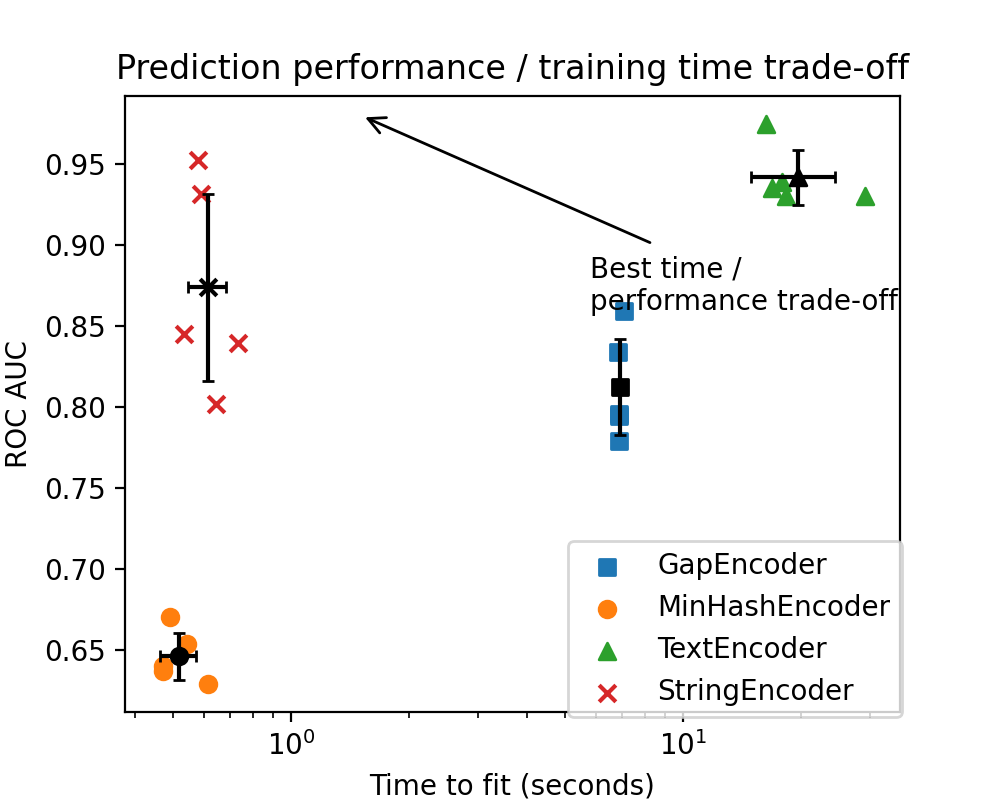 Prediction performance / training time trade-off
0.95
0.90
0.85
0.80
0.75
0.70
0.65
ROC AUC
Best time /
performance trade-off
GapEncoder
MinHashEncoder
TextEncoder
StringEncoder
10⁰
10¹
Time to fit (seconds)